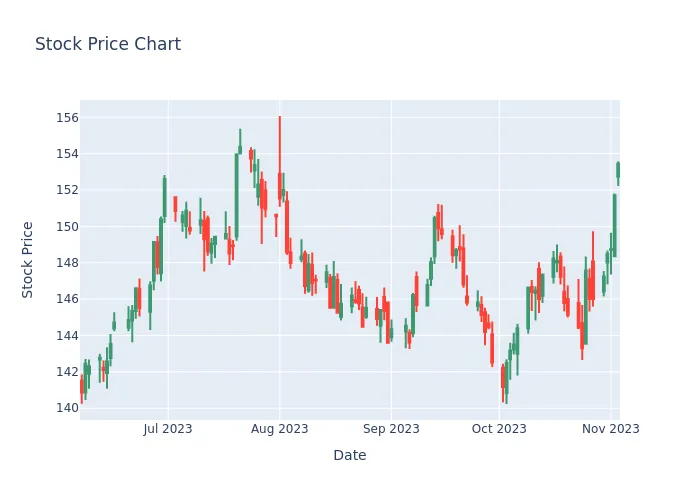 Stock Price Chart
156
154
152
150
148
146
144
142
140
Stock Price
Jul 2023
Aug 2023
Sep 2023
Oct 2023
Nov 2023
Date